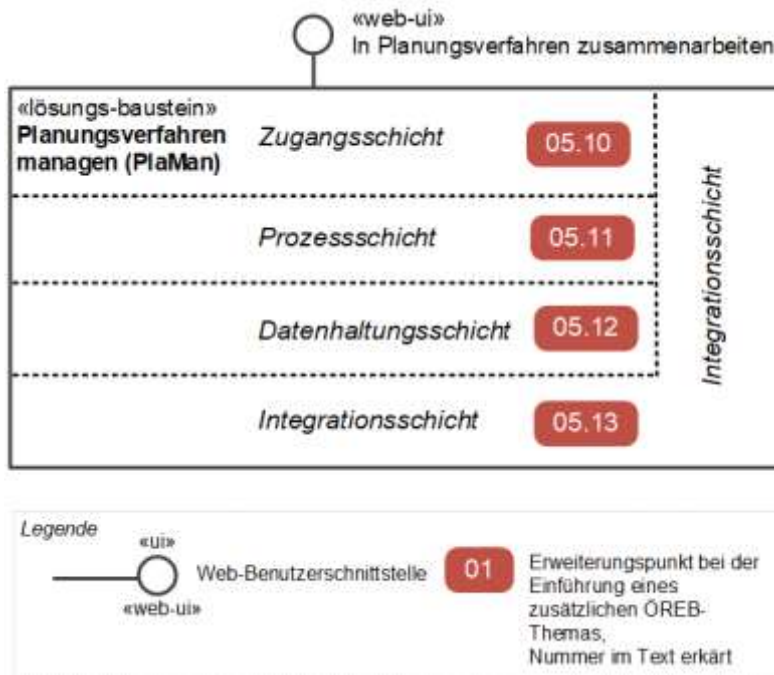 «web-ui»
In Planungsverfahren zusammenarbeiten
«lösungs-baustein»
Planungsverfahren
managen (PlaMan)
Zugangsschicht
05.10
Prozessschicht
05.11
Datenhaltungsschicht
05.12
Integrationsschicht
05.13
Integrationsschicht
Legende
«ui»
«web-ui»
Web-Benutzerschnittstelle
01
Erweiterungspunkt bei der
Einführung eines
zusätzlichen ÖREB-
Themas,
Nummer im Text erkärt